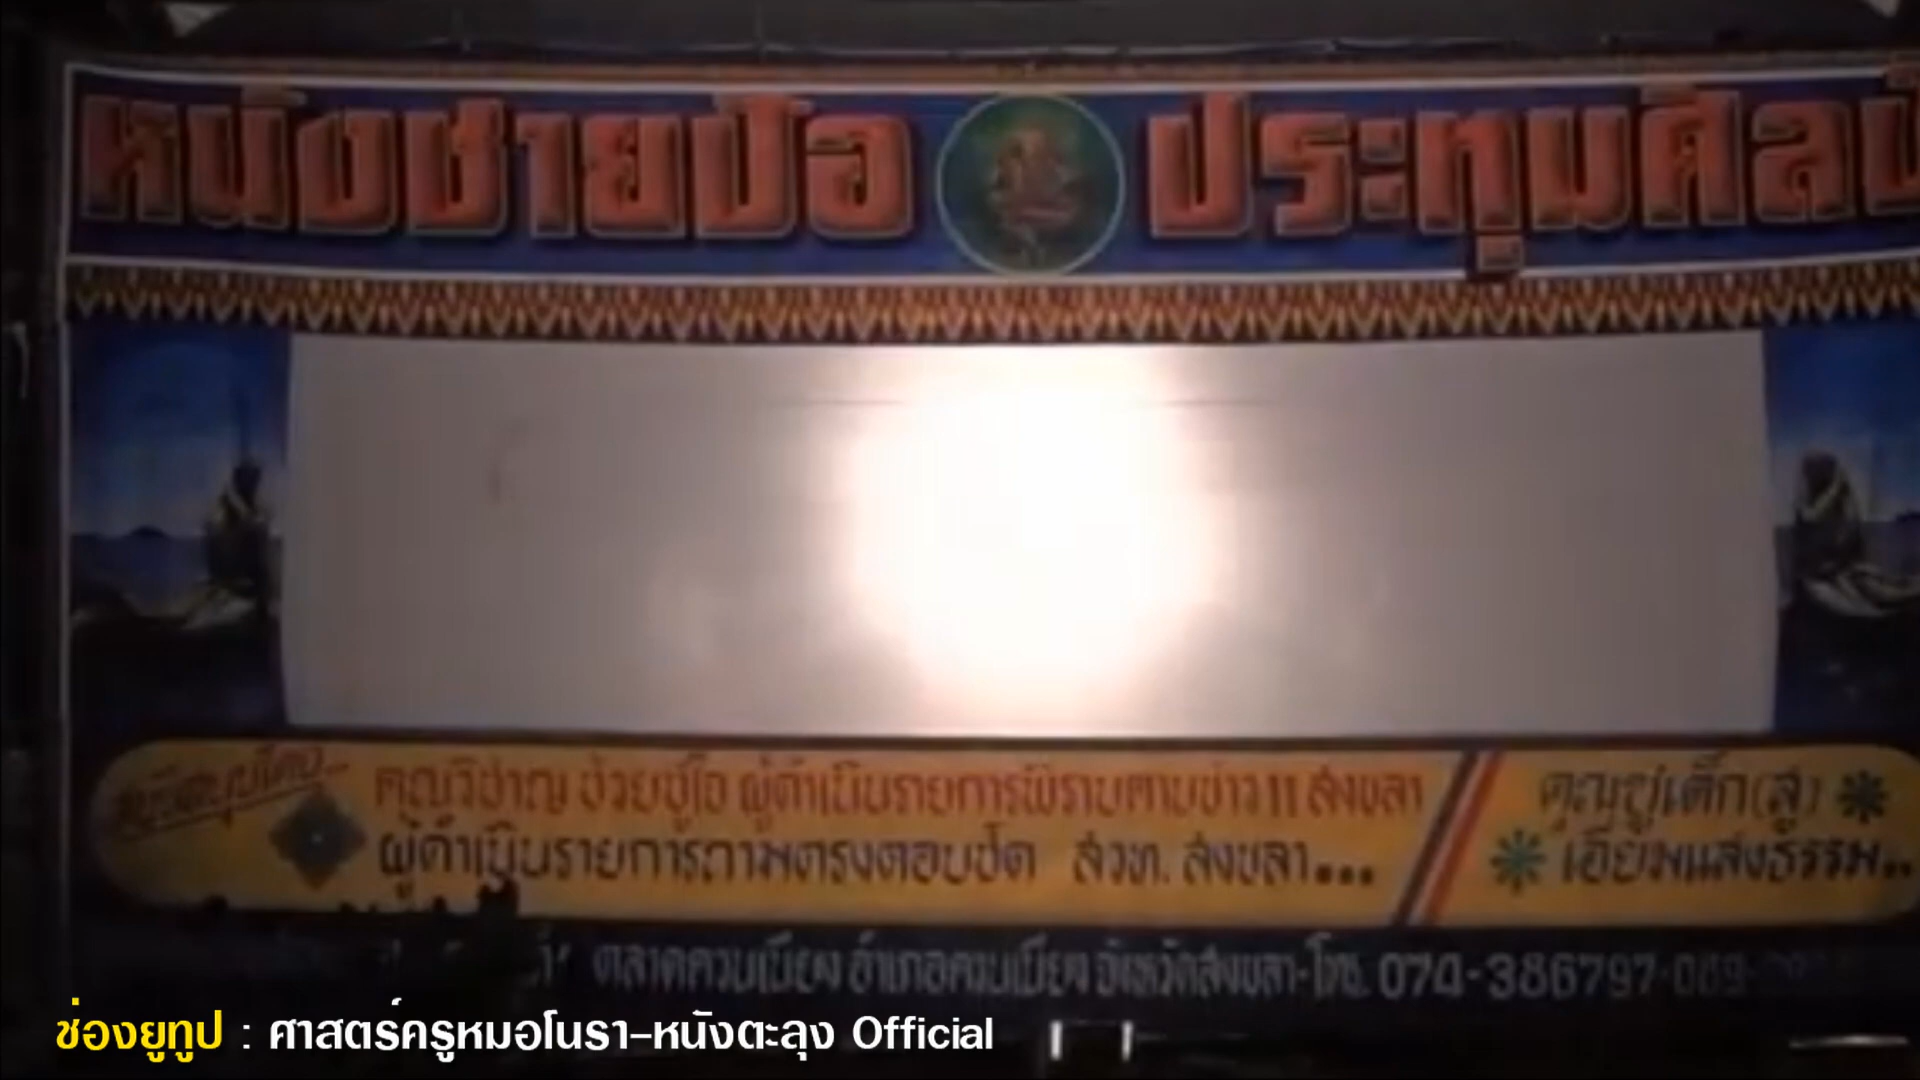 หนังชายป้อ ประทุมศิลป์
คุณวิชาญ ช่วยชูใจ ผู้ดำเนินรายการพิราบคาบข่าว 11 สงขลา
ผู้ดำเนินรายการถามตรงตอบชัด สวท. สงขลา...
คุณชูเด็ก(สู)
เอียมแสงธรรม..
ตลาดควนเนียง อำเภอควนเนียง จังหวัดสงขลา-โทร. 074-386797
ช่องยูทูป : ศาสตร์ครูหมอโนรา-หนังตะลุง Official